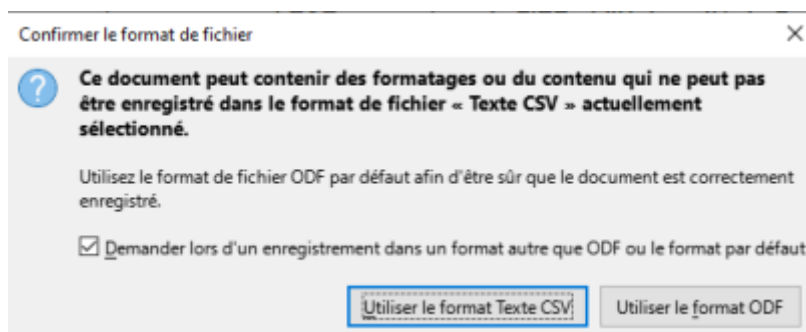 Confirmer le format de fichier
Ce document peut contenir des formatages ou du contenu qui ne peut pas
être enregistré dans le format de fichier « Texte CSV » actuellement
sélectionné.
Utilisez le format de fichier ODF par défaut afin d'être sûr que le document est correctement
enregistré.
Demander lors d'un enregistrement dans un format autre que ODF ou le format par défaut
Utiliser le format Texte CSV! Utiliser le format ODF